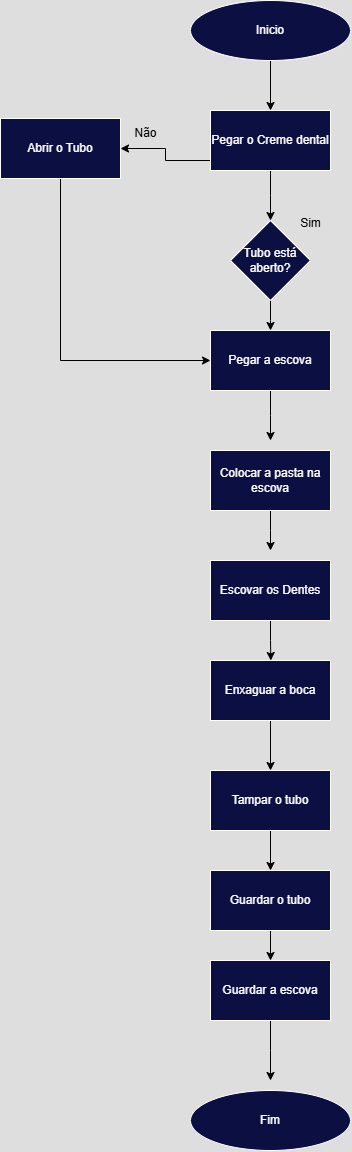 Inicio
Pegar o Creme dental
Não
Abrir o Tubo
Sim
Tubo está
aberto?
Pegar a escova
Colocar a pasta na
escova
Escovar os Dentes
Enxaguar a boca
Tampar o tubo
Guardar o tubo
Guardar a escova
Fim